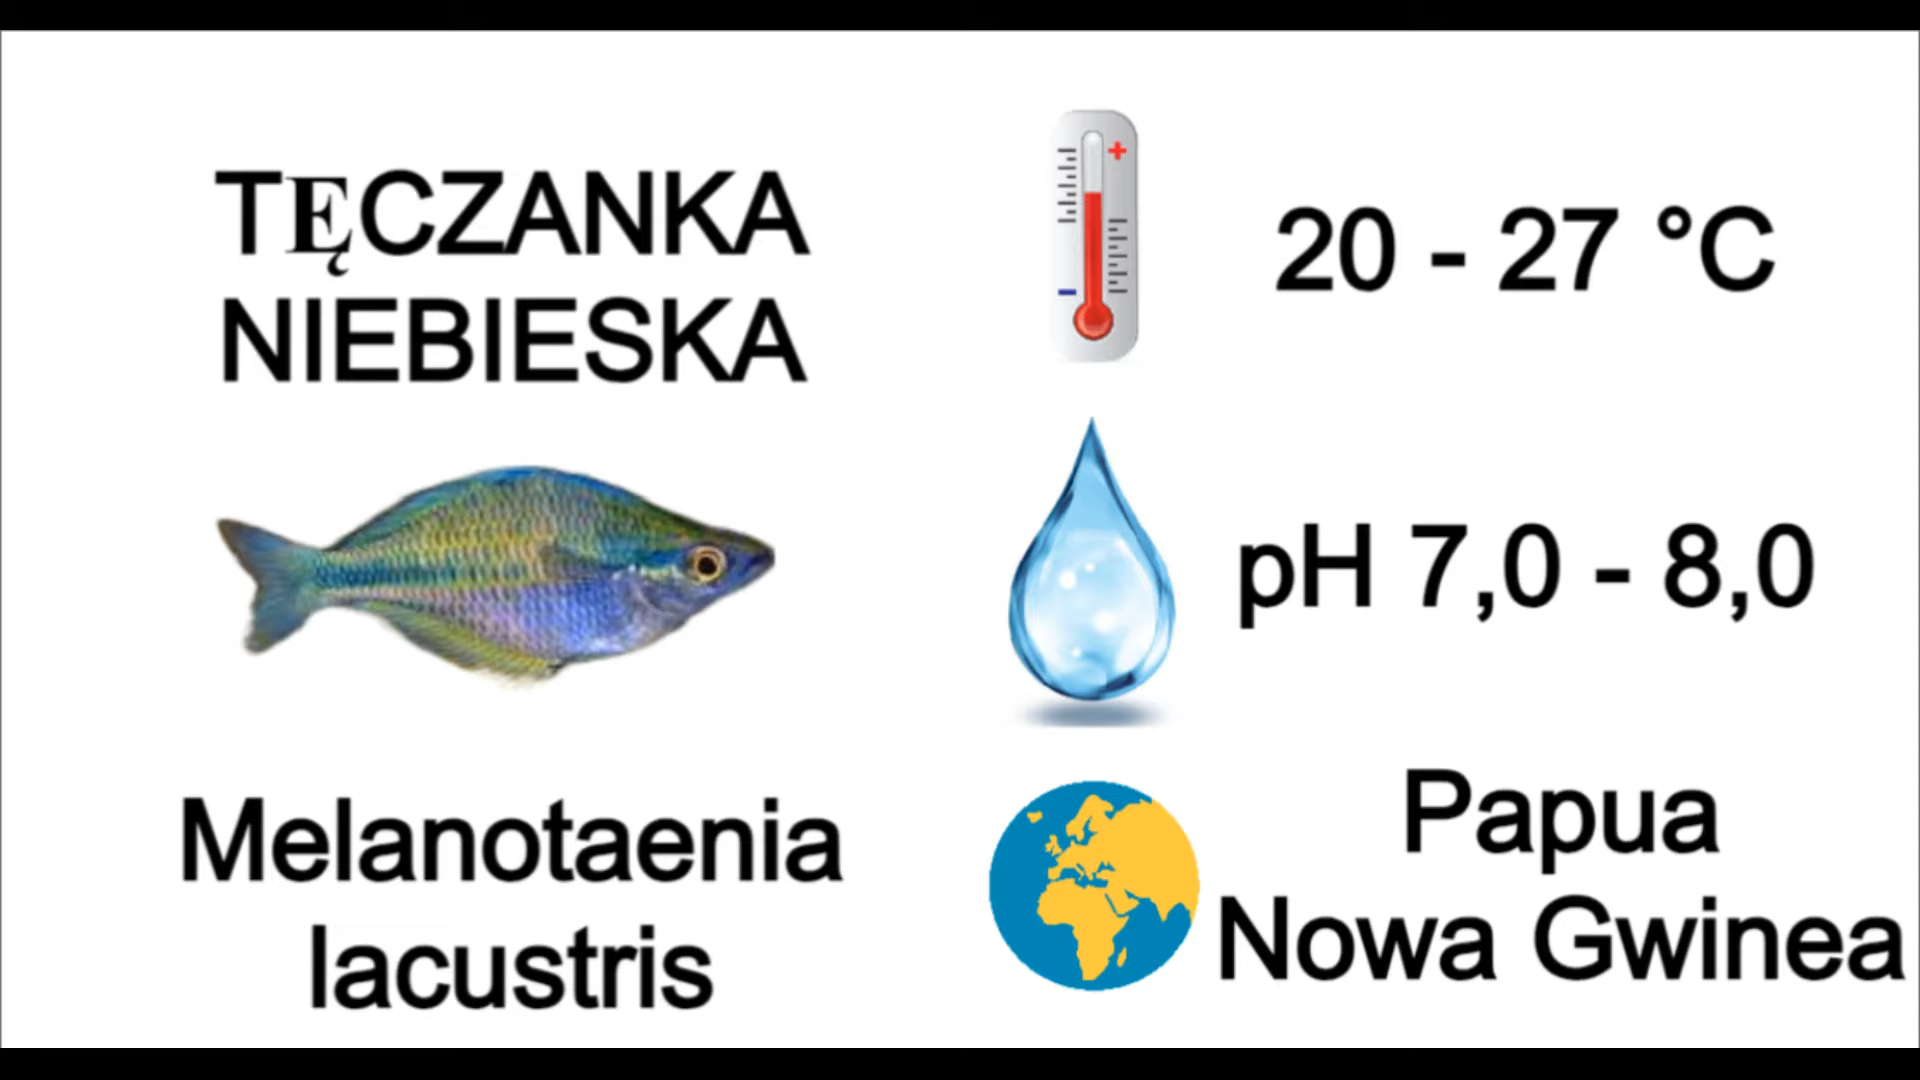 TĘCZANKA
NIEBIESKA
Melanotaenia
lacustris
20 - 27 °C
pH 7,0 - 8,0
Papua
Nowa Gwinea